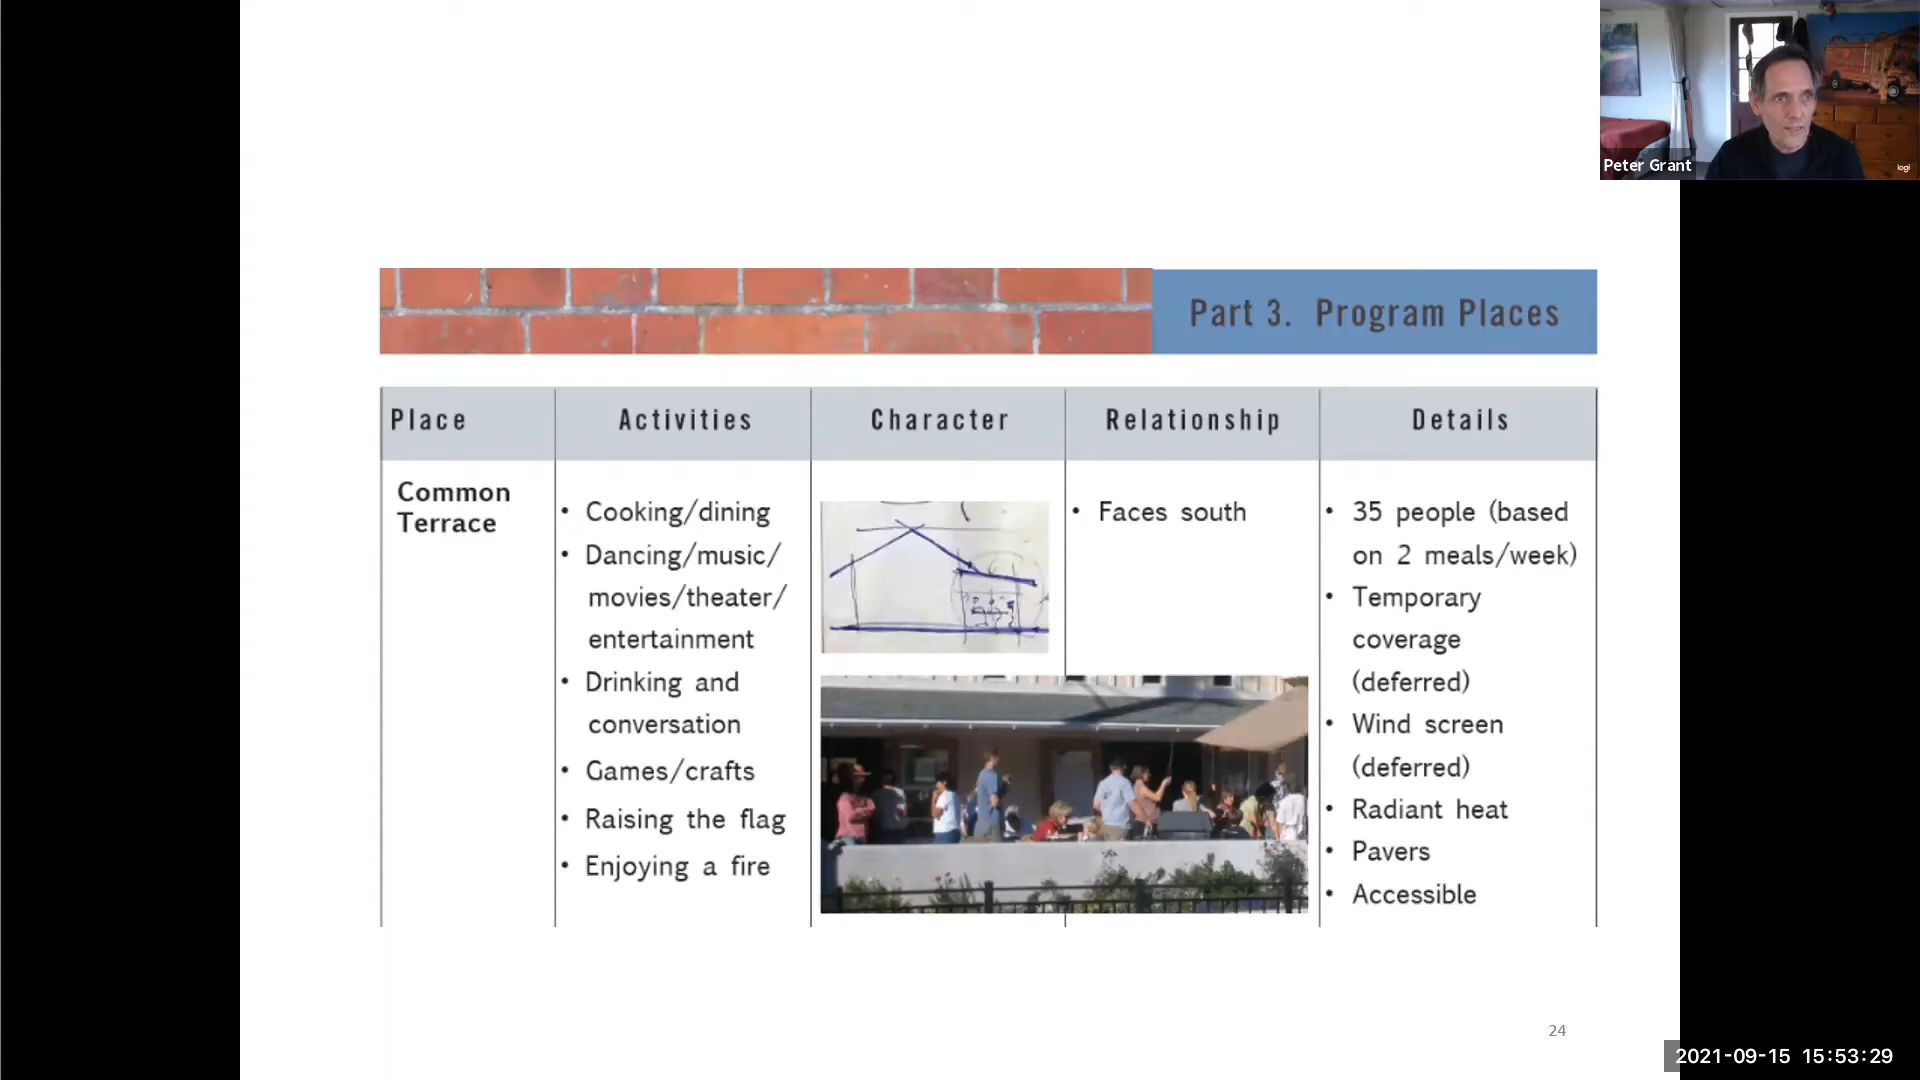 Peter Grant
logi
Part 3. Program Places
Place
Activities
Character
Relationship
Details
Common
Terrace
• Cooking/dining
• Dancing/music/
movies/theater/
entertainment
• Drinking and
conversation
• Games/crafts
• Raising the flag
• Enjoying a fire
• Faces south
• 35 people (based
on 2 meals/week)
• Temporary
coverage
(deferred)
• Wind screen
(deferred)
• Radiant heat
• Pavers
• Accessible
24
2021-09-15 15:53:29